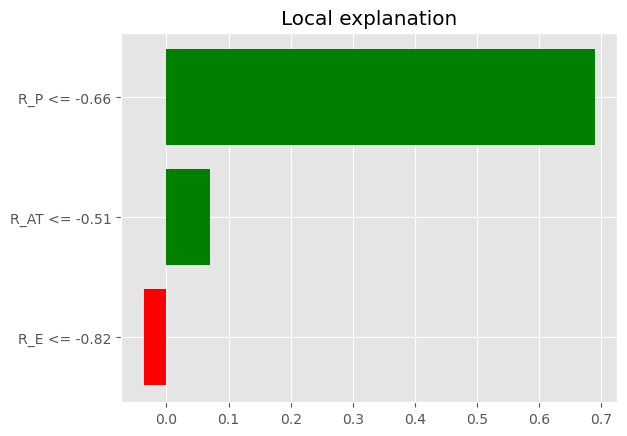 Local explanation
R_P <= -0.66
R_AT <= -0.51
R_E <= -0.82
0.0 0.1 0.2 0.3 0.4 0.5 0.6 0.7